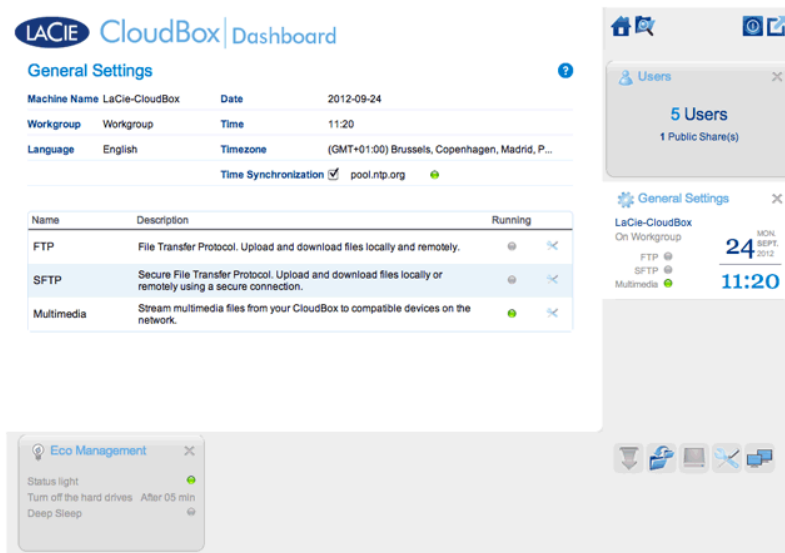 LACIE CloudBox Dashboard
General Settings
?
Machine Name LaCie-CloudBox Date 2012-09-24
Workgroup Workgroup Time 11:20
Language English Timezone (GMT+01:00) Brussels, Copenhagen, Madrid, P...
Time Synchronization pool.ntp.org
Name Description Running
FTP File Transfer Protocol. Upload and download files locally and remotely.
SFTP Secure File Transfer Protocol. Upload and download files locally or
remotely using a secure connection.
Multimedia Stream multimedia files from your CloudBox to compatible devices on the
network.
Users
5 Users
1 Public Share(s)
General Settings
LaCie-CloudBox
On Workgroup
FTP
SFTP
Multimedia
24 MON. SEPT. 2012
11:20
Eco Management
Status light
Turn off the hard drives After 05 min
Deep Sleep